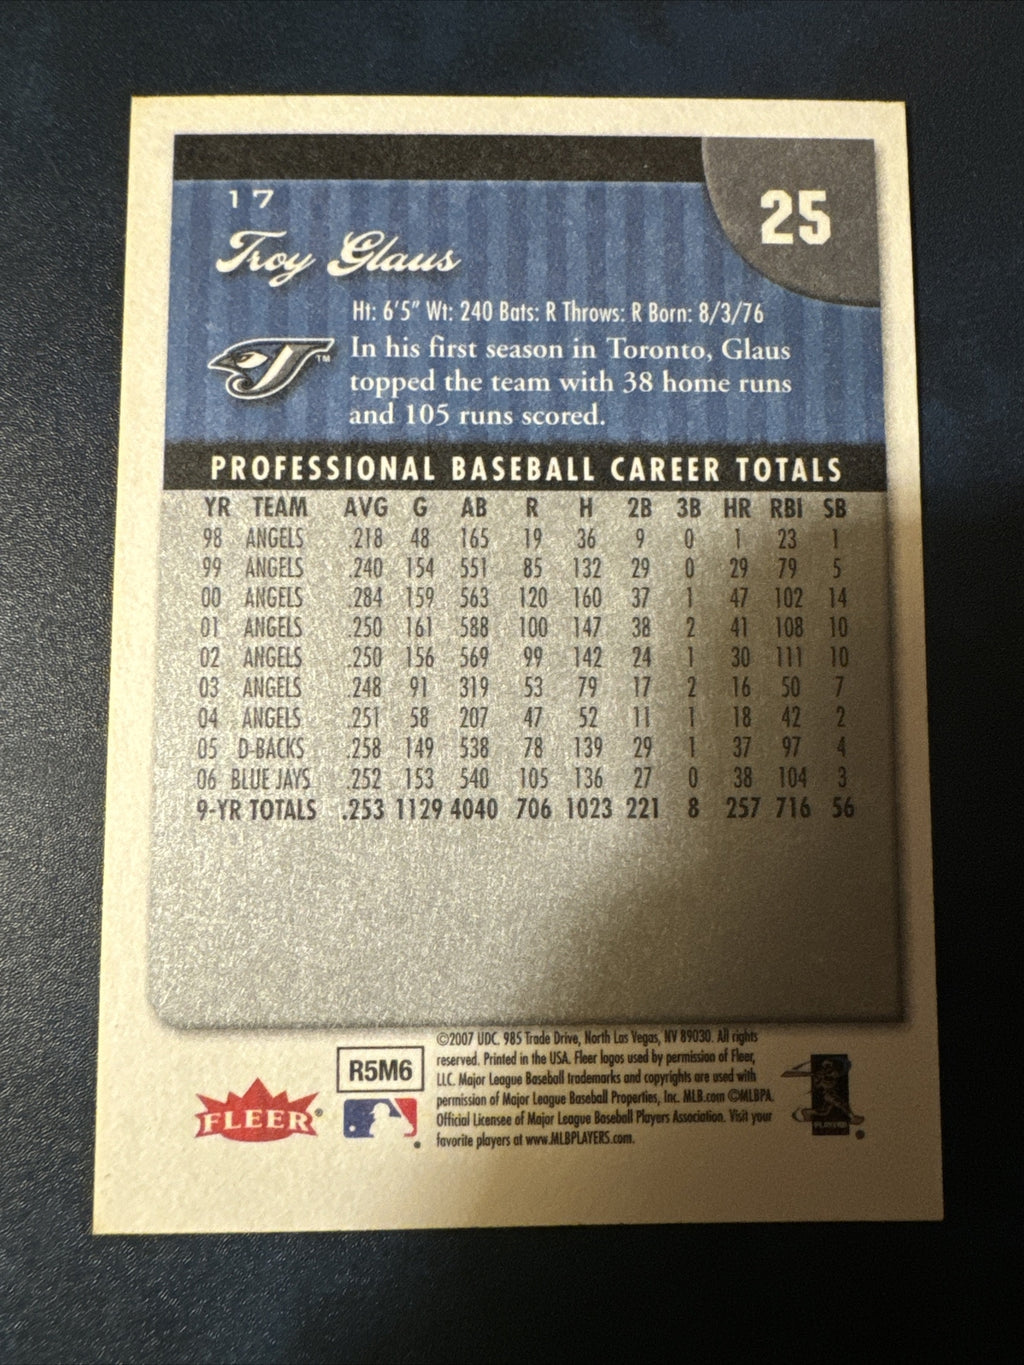 17
25
Troy Glaus
Ht: 6'5" Wt: 240 Bats: R Throws: R Born: 8/3/76
TM
In his first season in Toronto, Glaus
topped the team with 38 home runs
and 105 runs scored.
PROFESSIONAL BASEBALL CAREER TOTALS
YR TEAM AVG G AB R H 2B 3B HR RBI SB
98 ANGELS .218 48 165 19 36 9 0 1 23 1
99 ANGELS .240 154 551 85 132 29 0 29 79 5
00 ANGELS .284 159 563 120 160 37 1 47 102 14
01 ANGELS .250 161 588 100 147 38 2 41 108 10
02 ANGELS .250 156 569 99 142 24 1 30 111 10
03 ANGELS .248 91 319 53 79 17 2 16 50 7
04 ANGELS .251 58 207 47 52 11 1 18 42 2
05 D-BACKS .258 149 538 78 139 29 1 37 97 4
06 BLUE JAYS .252 153 540 105 136 27 0 38 104 3
9-YR TOTALS .253 1129 4040 706 1023 221 8 257 716 56
©2007 UDC. 985 Trade Drive, North Las Vegas, NV 89030. All rights
reserved. Printed in the USA. Fleer logos used by permission of Fleer,
LLC. Major League Baseball trademarks and copyrights are used with
permission of Major League Baseball Properties, Inc. MLB.com ©MLBPA.
Official Licensee of Major League Baseball Players Association. Visit your
favorite players at www.MLBPLAYERS.com.
R5M6
FLEER®
PLAYERS